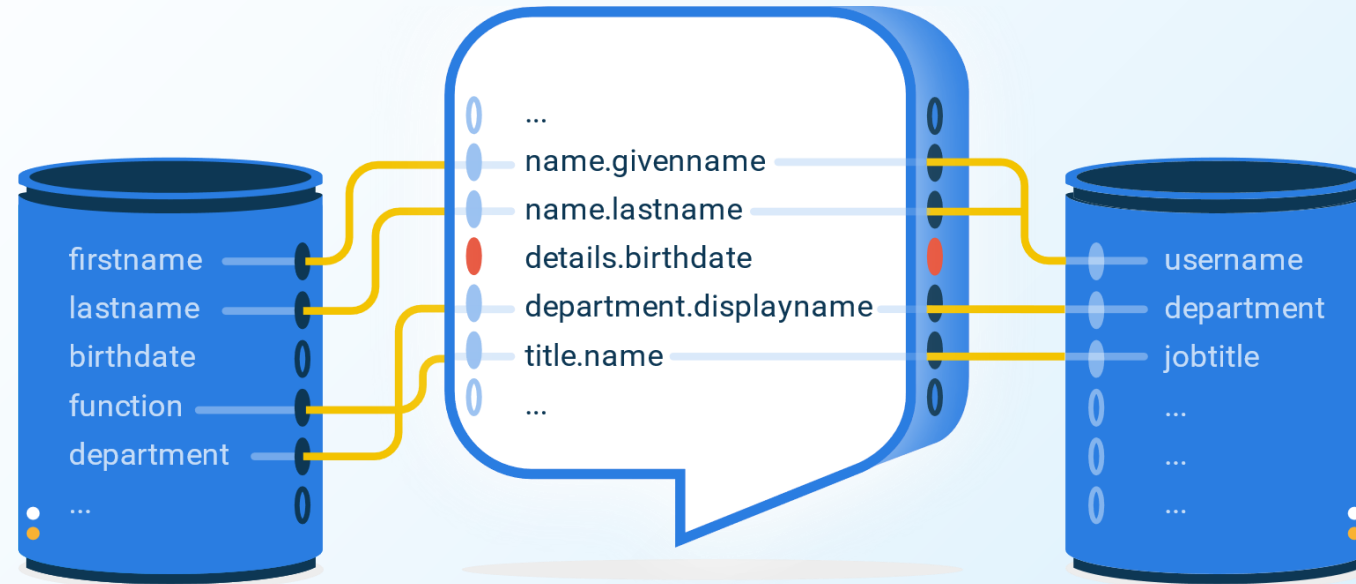 firstname
lastname
birthdate
function
department
...
...
name.givenname
name.lastname
details.birthdate
department.displayname
title.name
...
username
department
jobtitle
...
...
...